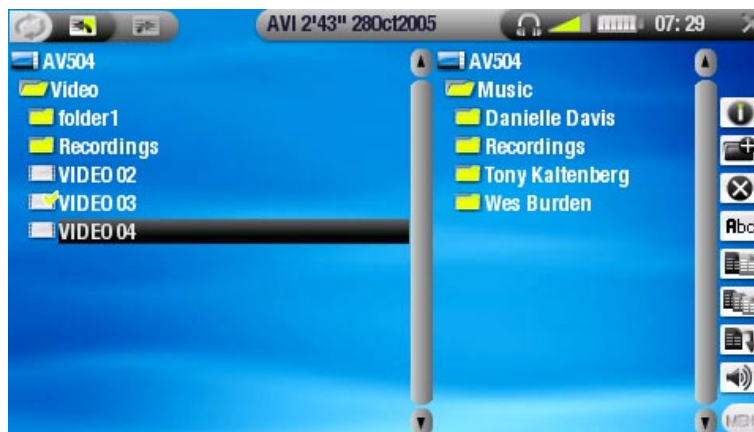 AVI 2'43" 28Oct2005
07: 29
AV504
Video
folder1
Recordings
VIDEO 02
VIDEO 03
VIDEO 04
AV504
Music
Danielle Davis
Recordings
Tony Kaltenberg
Wes Burden
Abc